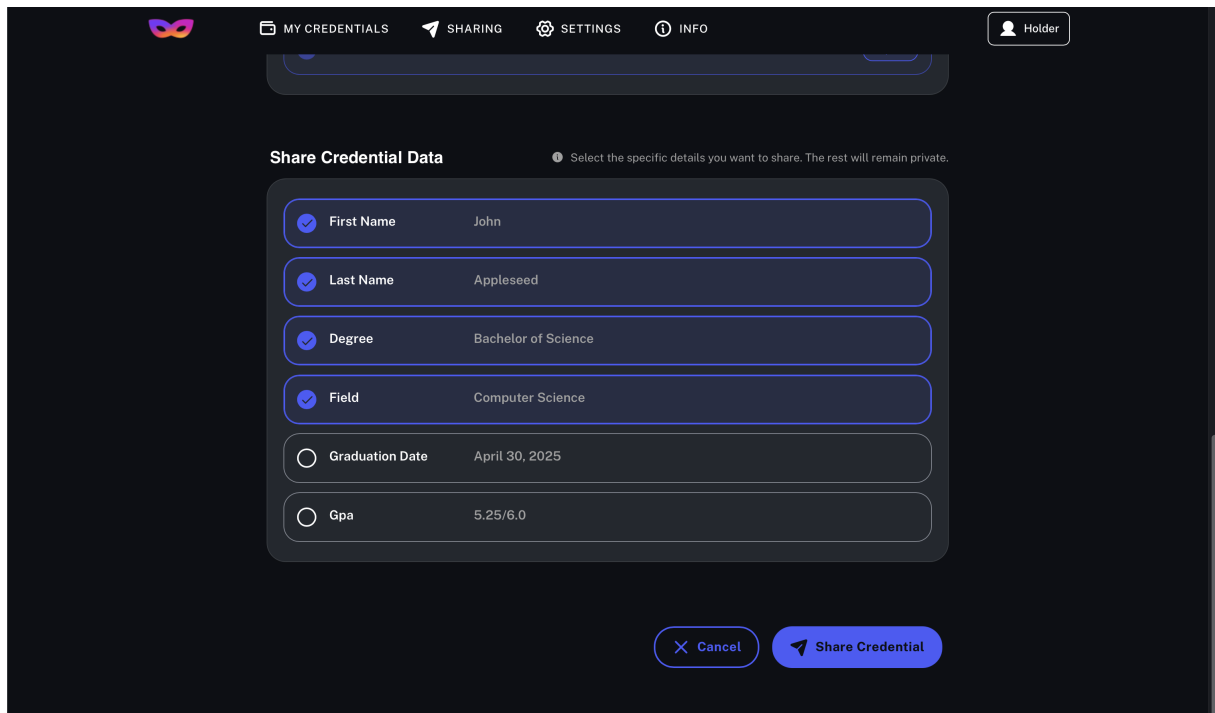 MY CREDENTIALS SHARING SETTINGS INFO Holder
Share Credential Data Select the specific details you want to share. The rest will remain private.
First Name John
Last Name Appleseed
Degree Bachelor of Science
Field Computer Science
Graduation Date April 30, 2025
Gpa 5.25/6.0
Cancel Share Credential